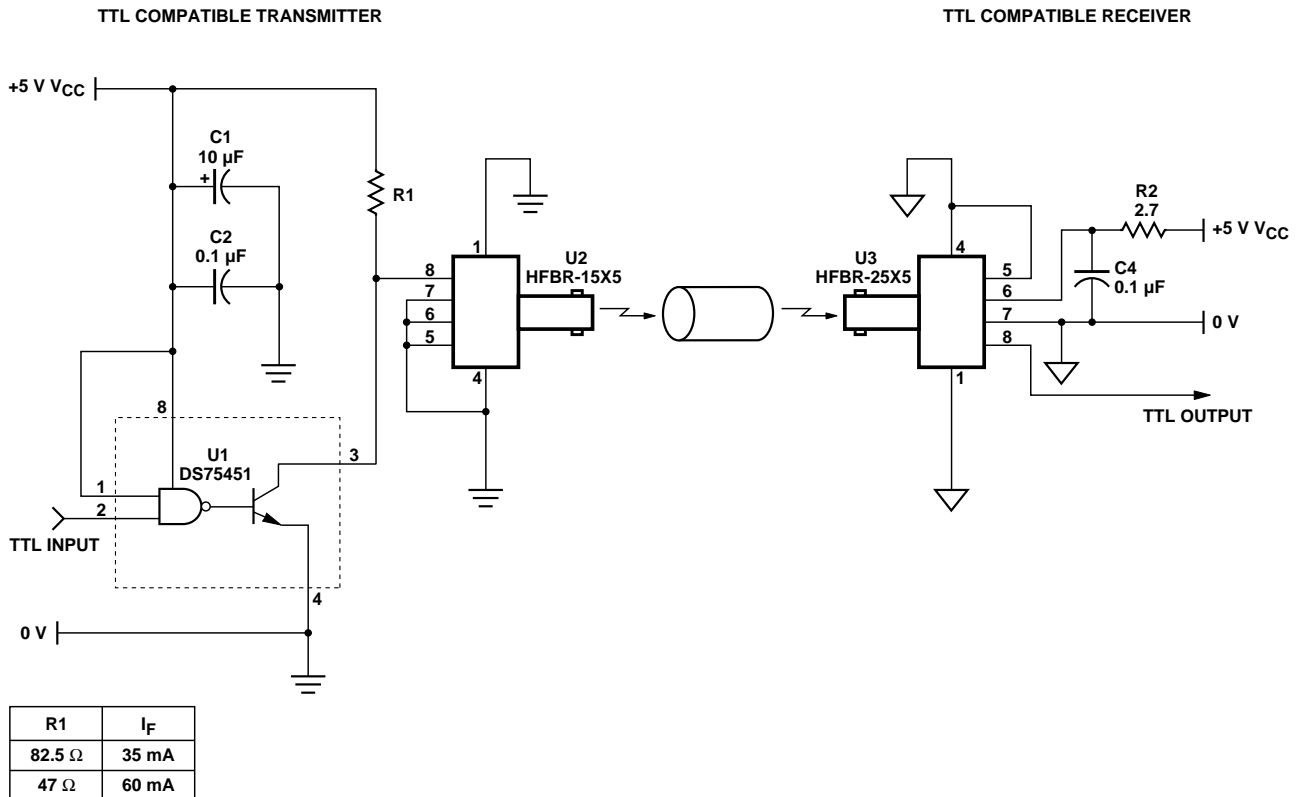 TTL COMPATIBLE TRANSMITTER
TTL COMPATIBLE RECEIVER
+5 V VCC
C1
10 µF
+
C2
0.1 µF
R1
1
8
7
6
5
4
U2
HFBR-15X5
U3
HFBR-25X5
4
5
6
7
8
1
R2
2.7
+5 V VCC
C4
0.1 µF
0 V
TTL OUTPUT
8
U1
DS75451
3
1
2
TTL INPUT
4
0 V
R1 IF
82.5 Ω 35 mA
47 Ω 60 mA